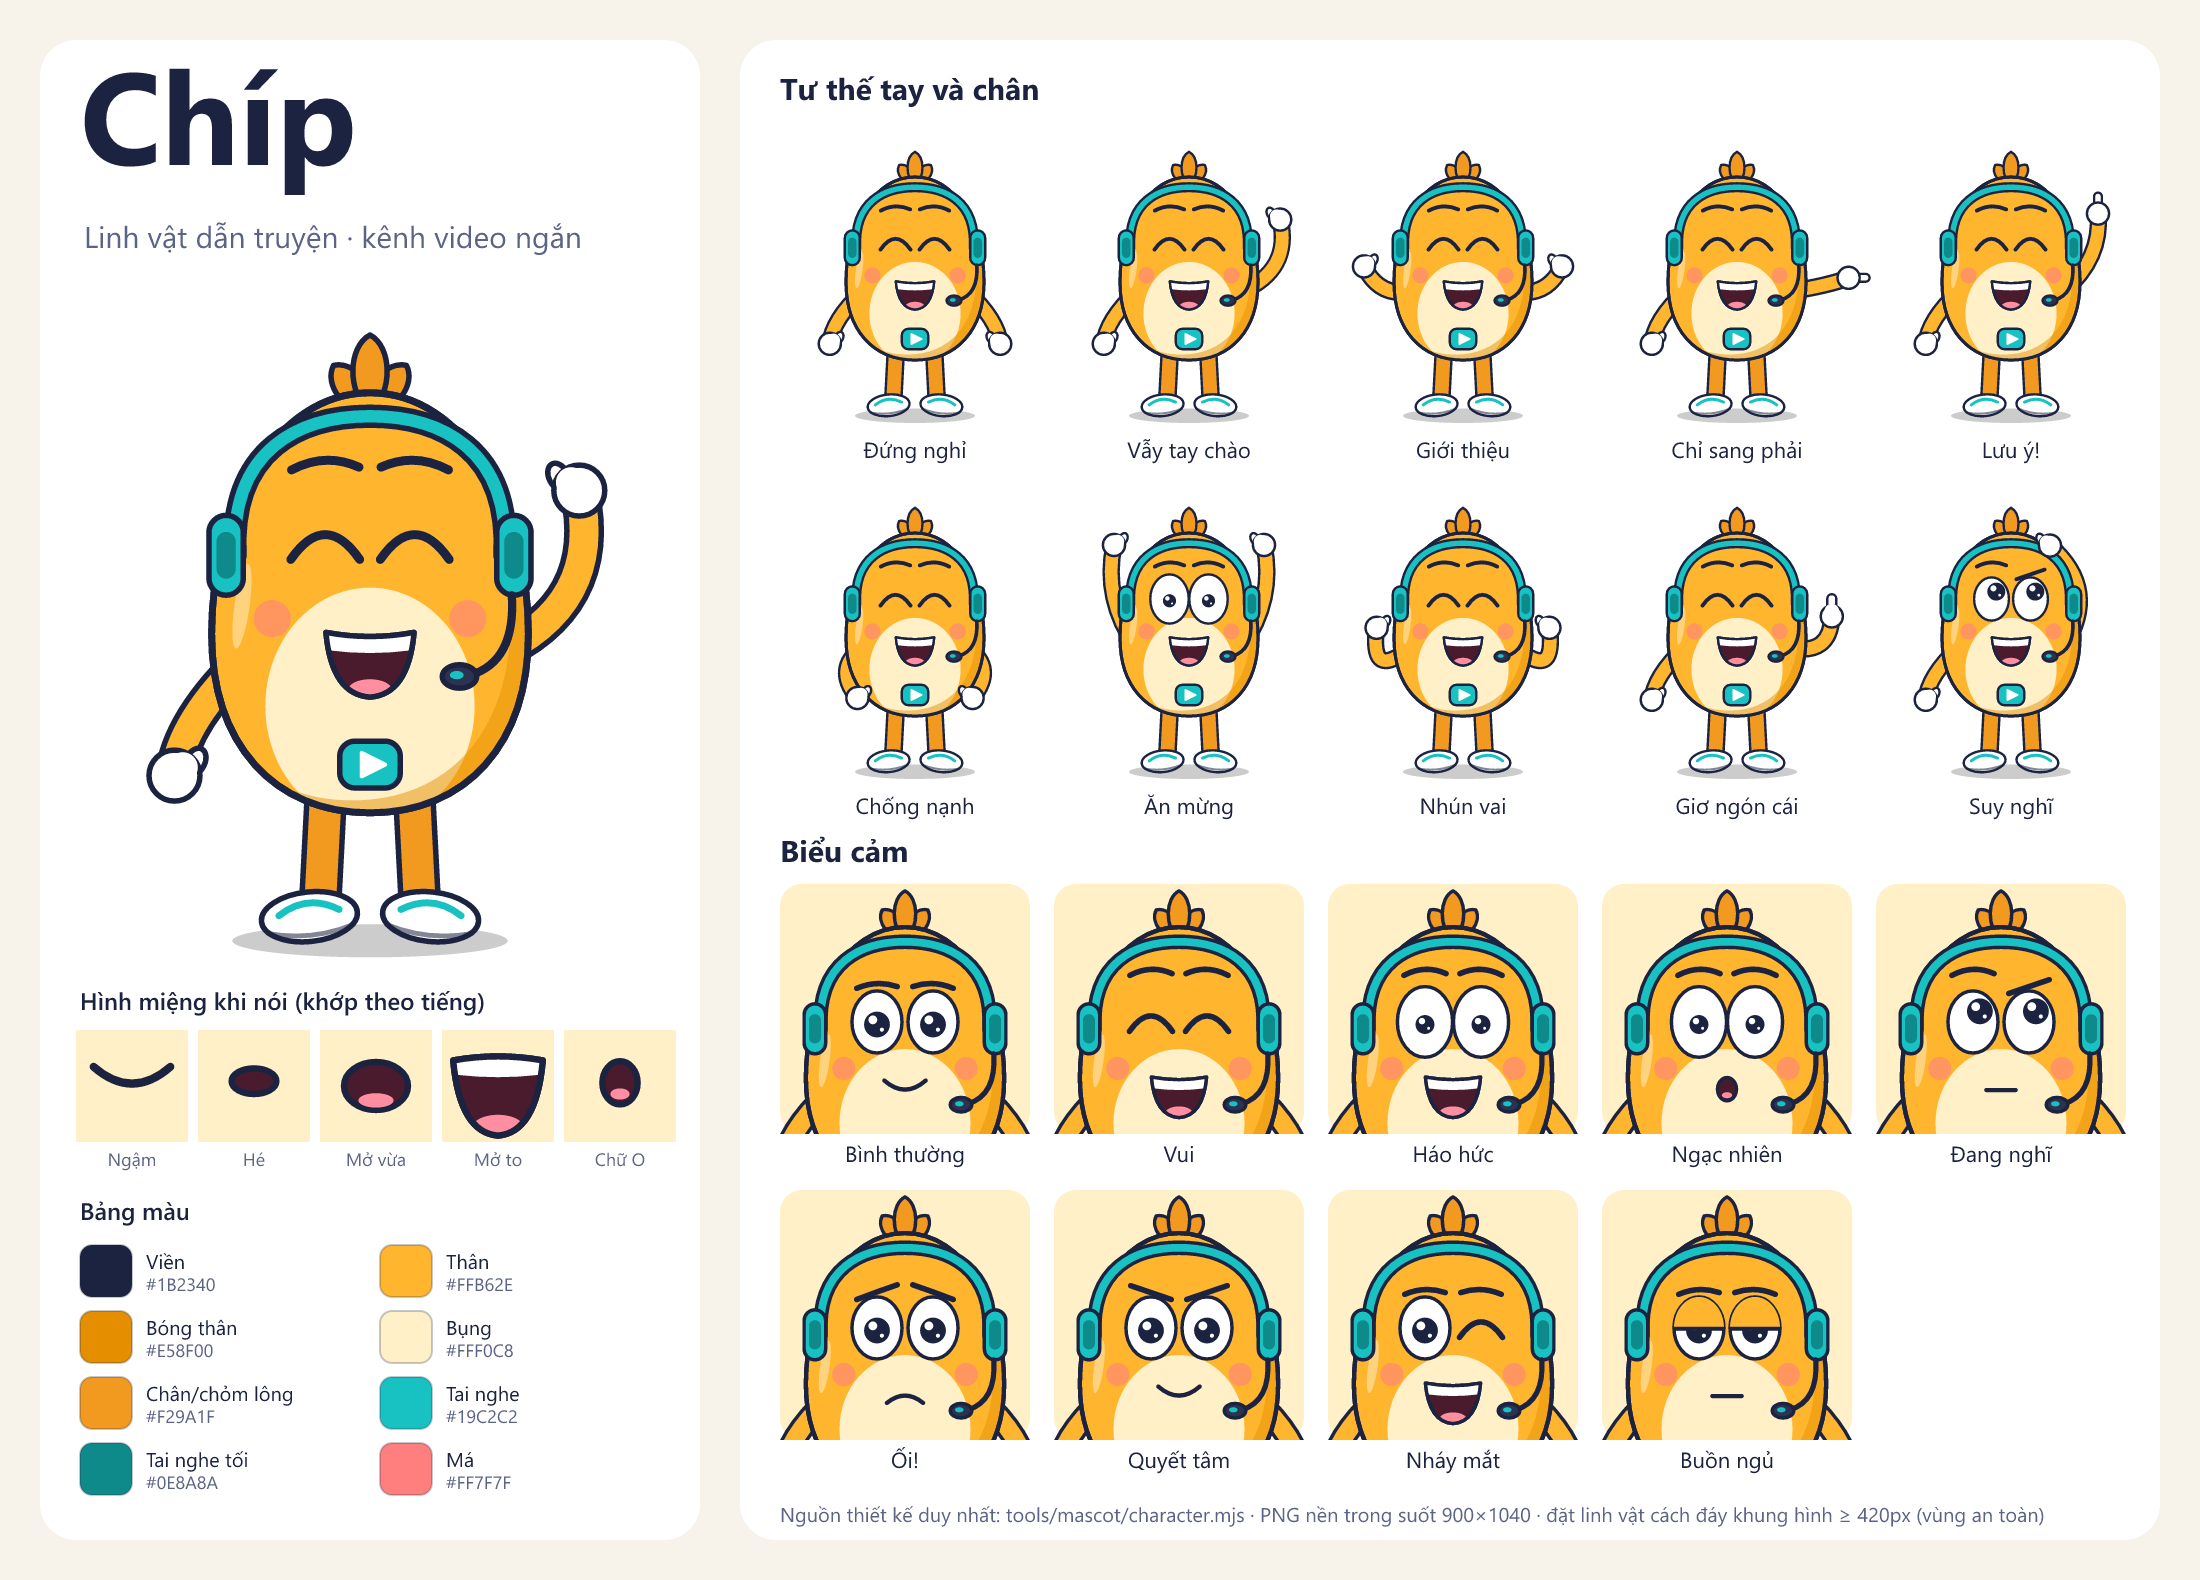 Chíp
Linh vật dẫn truyện · kênh video ngắn
Hình miệng khi nói (khớp theo tiếng)
Ngậm
Hé
Mở vừa
Mở to
Chữ O
Bảng màu
Viền
#1B2340
Thân
#FFB62E
Bóng thân
#E58F00
Bụng
#FFF0C8
Chân/chỏm lông
#F29A1F
Tai nghe
#19C2C2
Tai nghe tối
#0E8A8A
Má
#FF7F7F
Tư thế tay và chân
Đứng nghỉ
Vẫy tay chào
Giới thiệu
Chỉ sang phải
Lưu ý!
Chống nạnh
Ăn mừng
Nhún vai
Giơ ngón cái
Suy nghĩ
Biểu cảm
Bình thường
Vui
Háo hức
Ngạc nhiên
Đang nghĩ
Ối!
Quyết tâm
Nháy mắt
Buồn ngủ
Nguồn thiết kế duy nhất: tools/mascot/character.mjs · PNG nền trong suốt 900×1040 · đặt linh vật cách đáy khung hình ≥ 420px (vùng an toàn)